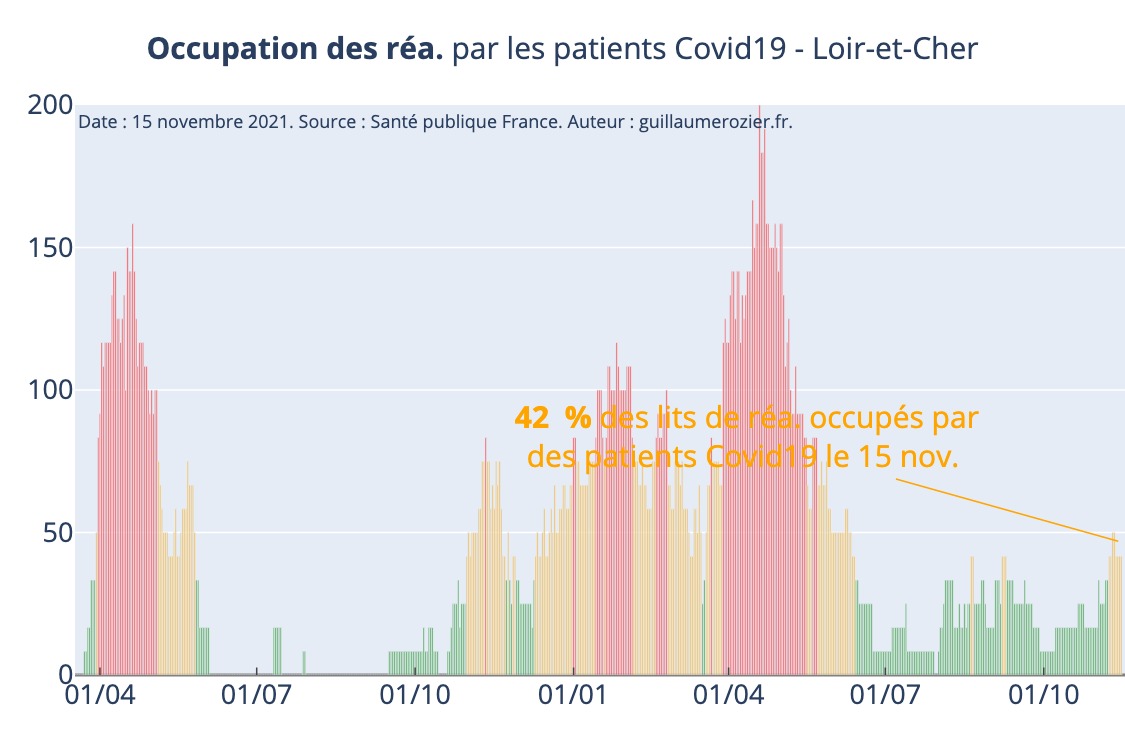 Occupation des réa. par les patients Covid19 - Loir-et-Cher
200
Date : 15 novembre 2021. Source : Santé publique France. Auteur : guillaumerozier.fr.
150
100
42 % des lits de réa. occupés par
des patients Covid19 le 15 nov.
50
0
01/04 01/07 01/10 01/01 01/04 01/07 01/10